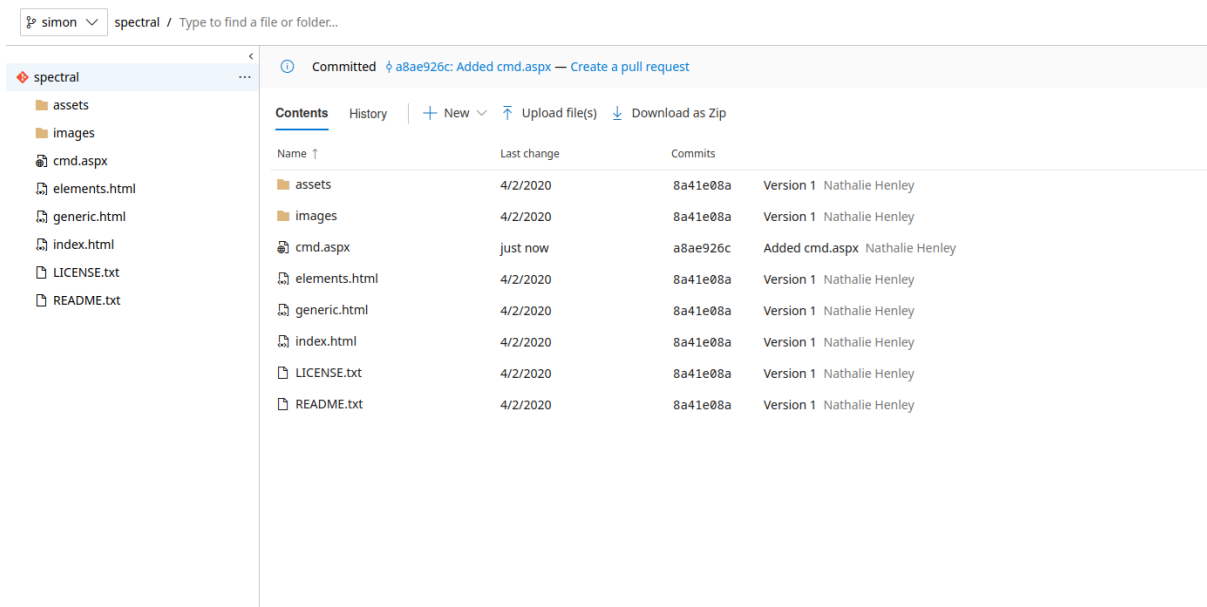 simon spectral / Type to find a file or folder...
spectral
assets
images
cmd.aspx
elements.html
generic.html
index.html
LICENSE.txt
README.txt
Committed a8ae926c: Added cmd.aspx — Create a pull request
Contents History New Upload file(s) Download as Zip
Name ↑ Last change Commits
assets 4/2/2020 8a41e08a Version 1 Nathalie Henley
images 4/2/2020 8a41e08a Version 1 Nathalie Henley
cmd.aspx just now a8ae926c Added cmd.aspx Nathalie Henley
elements.html 4/2/2020 8a41e08a Version 1 Nathalie Henley
generic.html 4/2/2020 8a41e08a Version 1 Nathalie Henley
index.html 4/2/2020 8a41e08a Version 1 Nathalie Henley
LICENSE.txt 4/2/2020 8a41e08a Version 1 Nathalie Henley
README.txt 4/2/2020 8a41e08a Version 1 Nathalie Henley